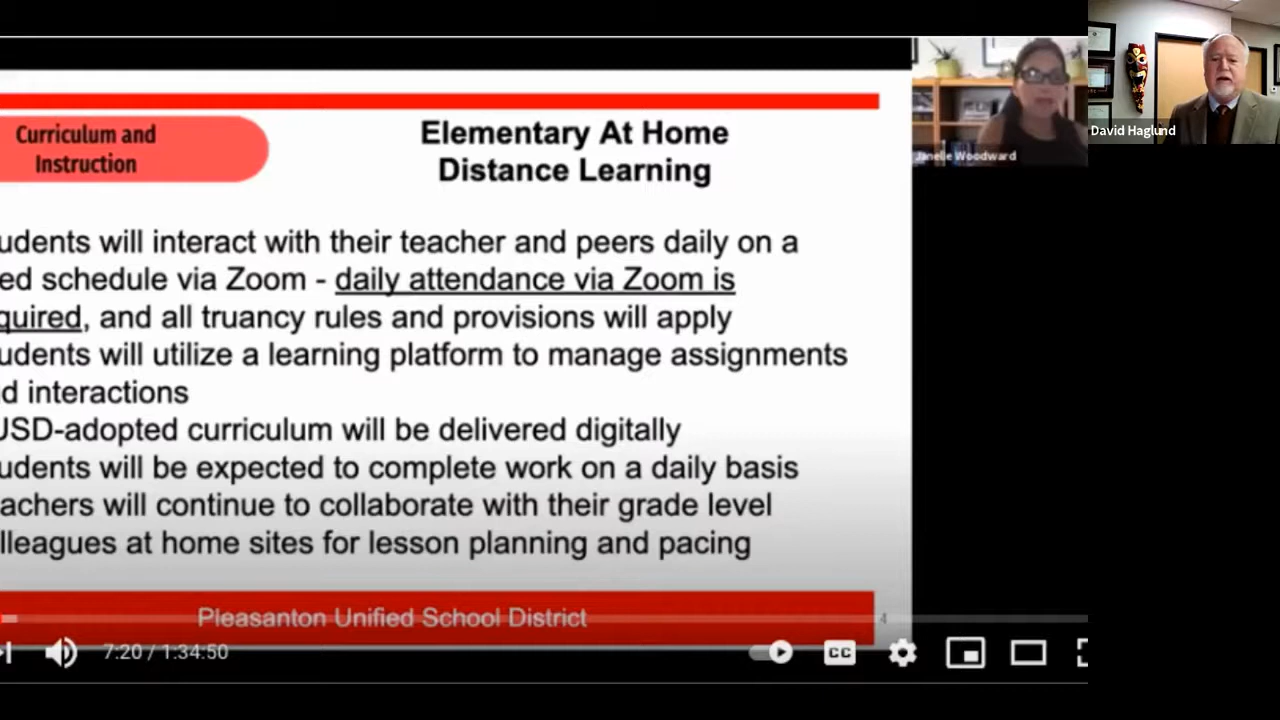 Curriculum and
Instruction
Elementary At Home
Distance Learning
Janelle Woodward
David Haglund
udents will interact with their teacher and peers daily on a
ed schedule via Zoom - daily attendance via Zoom is
quired, and all truancy rules and provisions will apply
udents will utilize a learning platform to manage assignments
d interactions
USD-adopted curriculum will be delivered digitally
udents will be expected to complete work on a daily basis
achers will continue to collaborate with their grade level
lleagues at home sites for lesson planning and pacing
Pleasanton Unified School District
4
7:20 / 1:34:50
CC